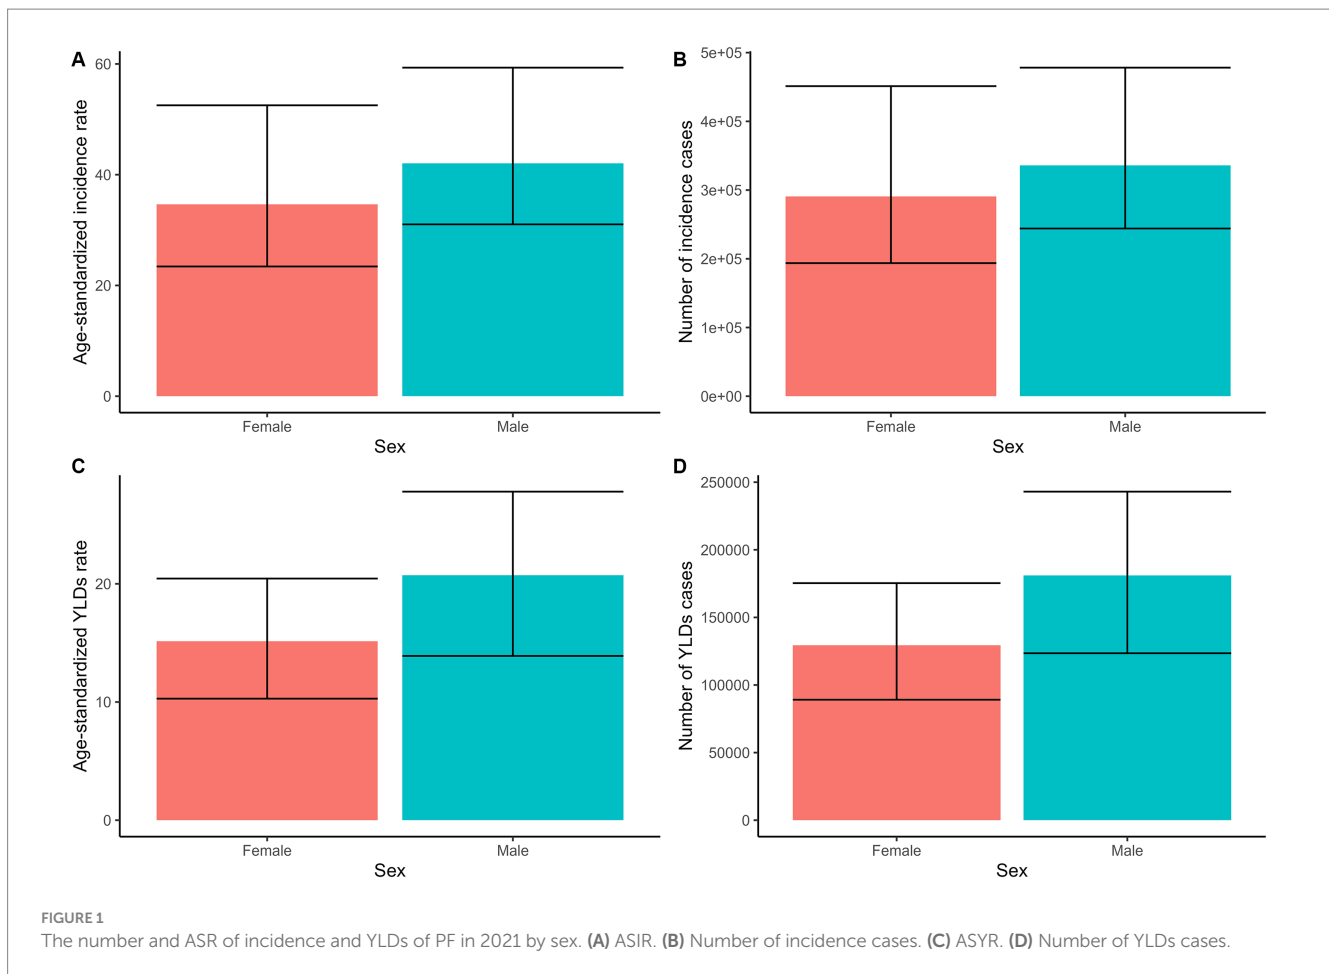 A
Age-standardized incidence rate
60
40
20
0
Female
Male
Sex
B
Number of incidence cases
5e+05
4e+05
3e+05
2e+05
1e+05
0e+00
Female
Male
Sex
C
Age-standardized YLDs rate
20
10
0
Female
Male
Sex
D
Number of YLDs cases
250000
200000
150000
100000
50000
0
Female
Male
Sex
FIGURE 1
The number and ASR of incidence and YLDs of PF in 2021 by sex. (A) ASIR. (B) Number of incidence cases. (C) ASYR. (D) Number of YLDs cases.